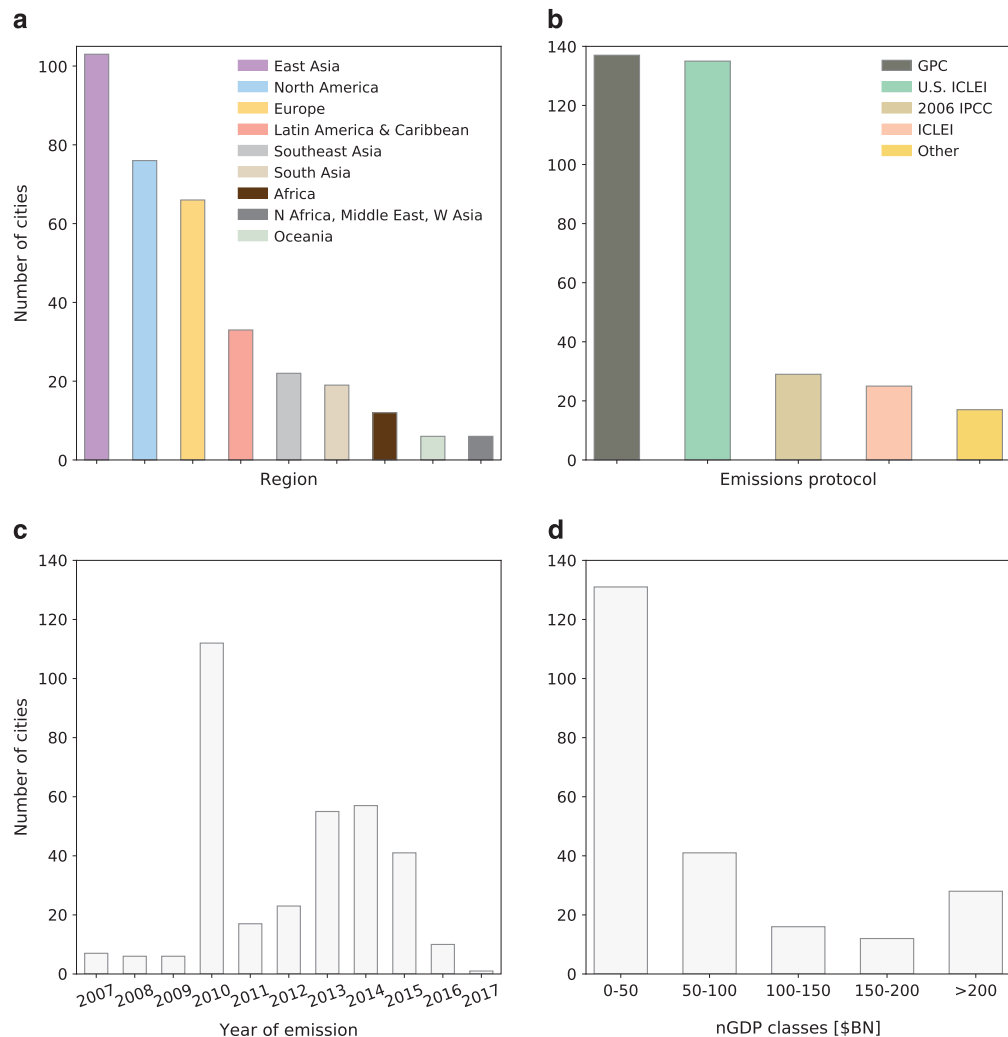 a
100
80
60
40
20
0
Number of cities
East Asia
North America
Europe
Latin America & Caribbean
Southeast Asia
South Asia
Africa
N Africa, Middle East, W Asia
Oceania
Region
b
140
120
100
80
60
40
20
0
GPC
U.S. ICLEI
2006 IPCC
ICLEI
Other
Emissions protocol
c
140
120
100
80
60
40
20
0
Number of cities
2007 2008 2009 2010 2011 2012 2013 2014 2015 2016 2017
Year of emission
d
140
120
100
80
60
40
20
0
0-50 50-100 100-150 150-200 >200
nGDP classes [$BN]